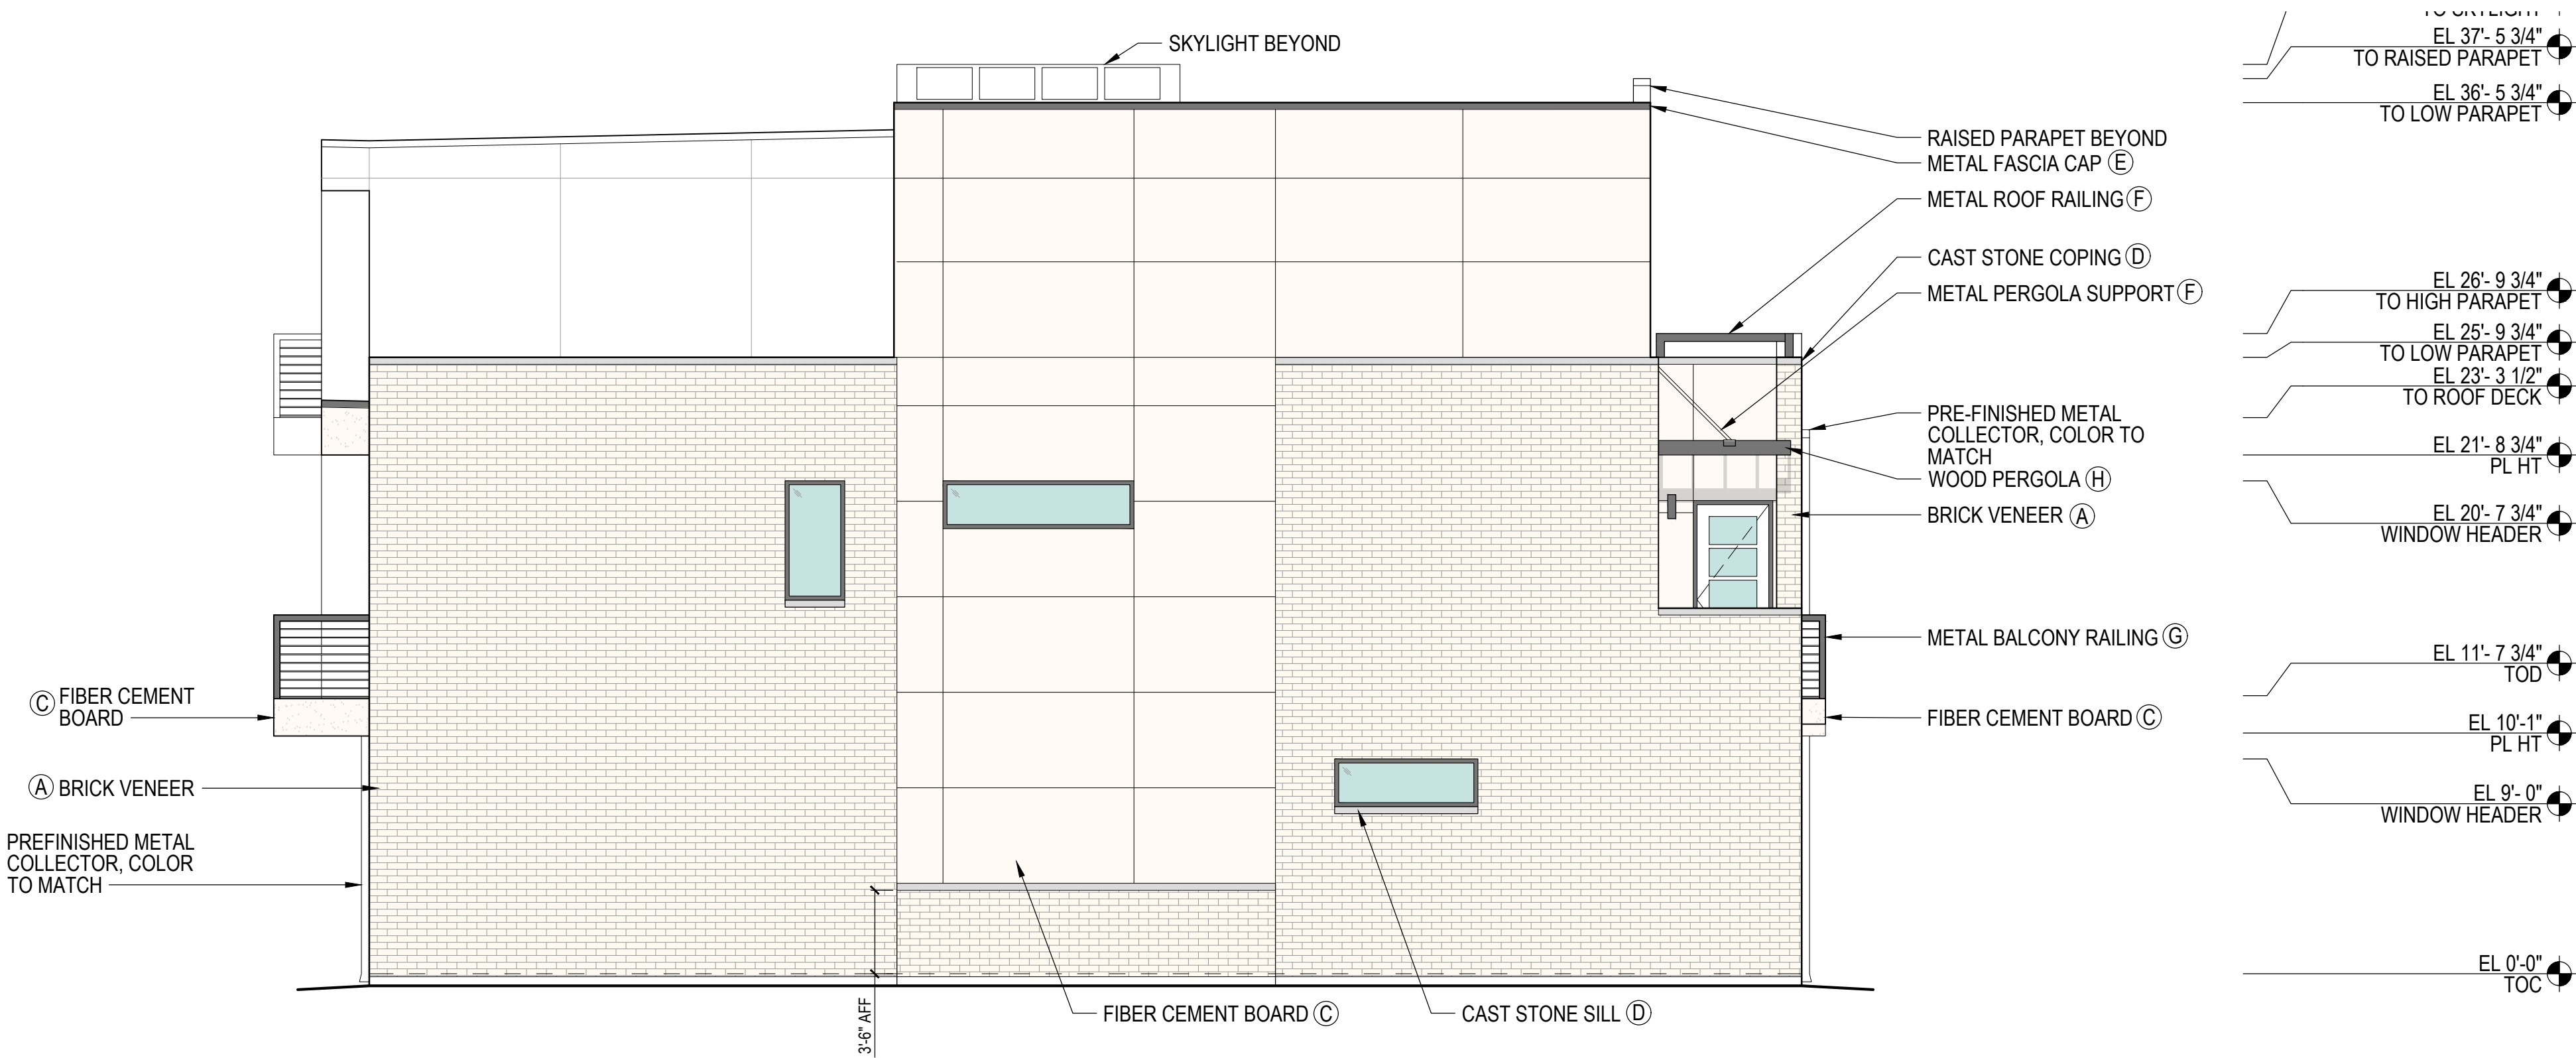 SKYLIGHT BEYOND
RAISED PARAPET BEYOND
METAL FASCIA CAP E
METAL ROOF RAILING F
CAST STONE COPING D
METAL PERGOLA SUPPORT F
PRE-FINISHED METAL
COLLECTOR, COLOR TO
MATCH
WOOD PERGOLA H
BRICK VENEER A
METAL BALCONY RAILING G
FIBER CEMENT BOARD C
C FIBER CEMENT
BOARD
A BRICK VENEER
PREFINISHED METAL
COLLECTOR, COLOR
TO MATCH
3'-6" AFF
FIBER CEMENT BOARD C
CAST STONE SILL D
TO SKYLIGHT
EL 37'- 5 3/4"
TO RAISED PARAPET
EL 36'- 5 3/4"
TO LOW PARAPET
EL 26'- 9 3/4"
TO HIGH PARAPET
EL 25'- 9 3/4"
TO LOW PARAPET
EL 23'- 3 1/2"
TO ROOF DECK
EL 21'- 8 3/4"
PL HT
EL 20'- 7 3/4"
WINDOW HEADER
EL 11'- 7 3/4"
TOD
EL 10'-1"
PL HT
EL 9'- 0"
WINDOW HEADER
EL 0'-0"
TOC